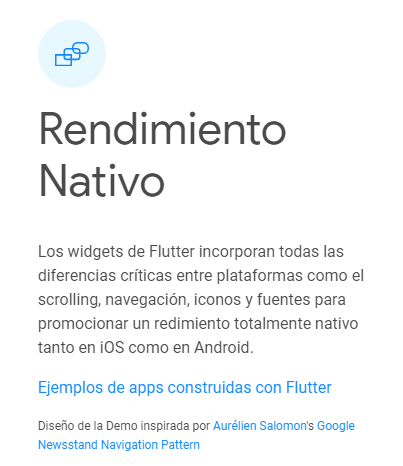 Rendimiento
Nativo
Los widgets de Flutter incorporan todas las
diferencias críticas entre plataformas como el
scrolling, navegación, iconos y fuentes para
promocionar un redimiento totalmente nativo
tanto en iOS como en Android.
Ejemplos de apps construidas con Flutter
Diseño de la Demo inspirada por Aurélien Salomon's Google
Newsstand Navigation Pattern